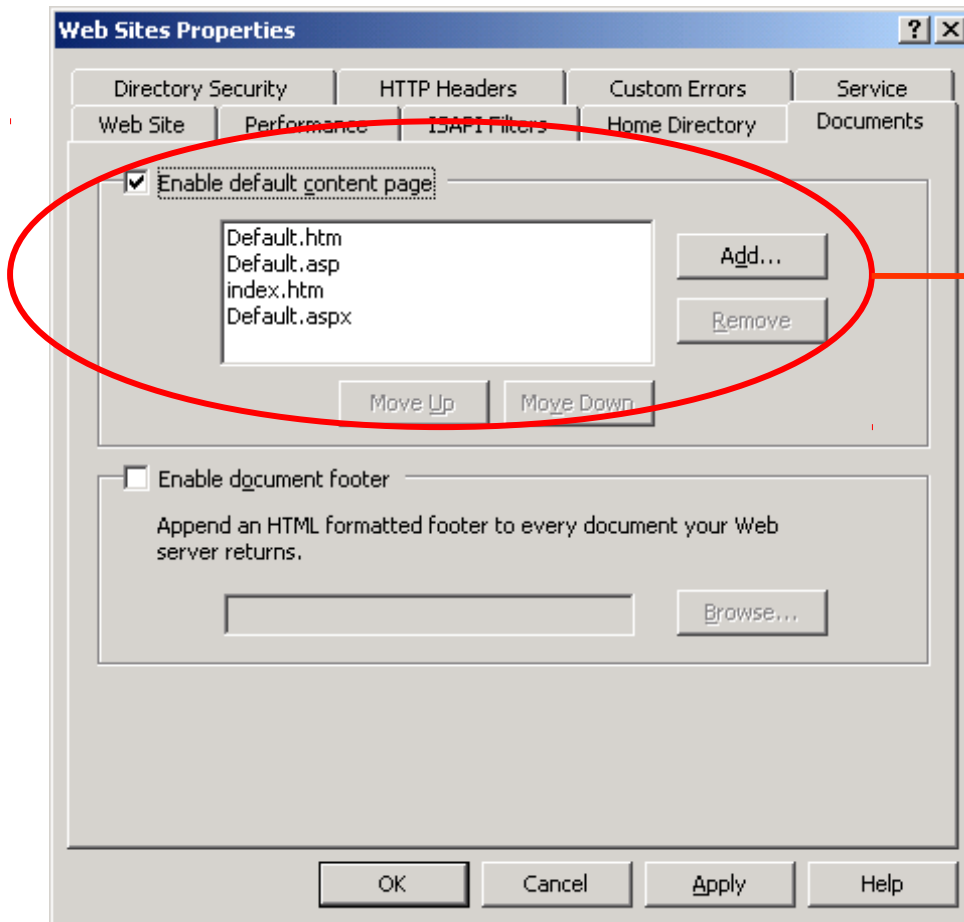 Web Sites Properties
Directory Security HTTP Headers Custom Errors Service
Web Site Performance ISAPI Filters Home Directory Documents
Enable default content page
Default.htm
Default.asp
index.htm
Default.aspx
Add...
Remove
Move Up Move Down
Enable document footer
Append an HTML formatted footer to every document your Web
server returns.
Browse...
OK Cancel Apply Help